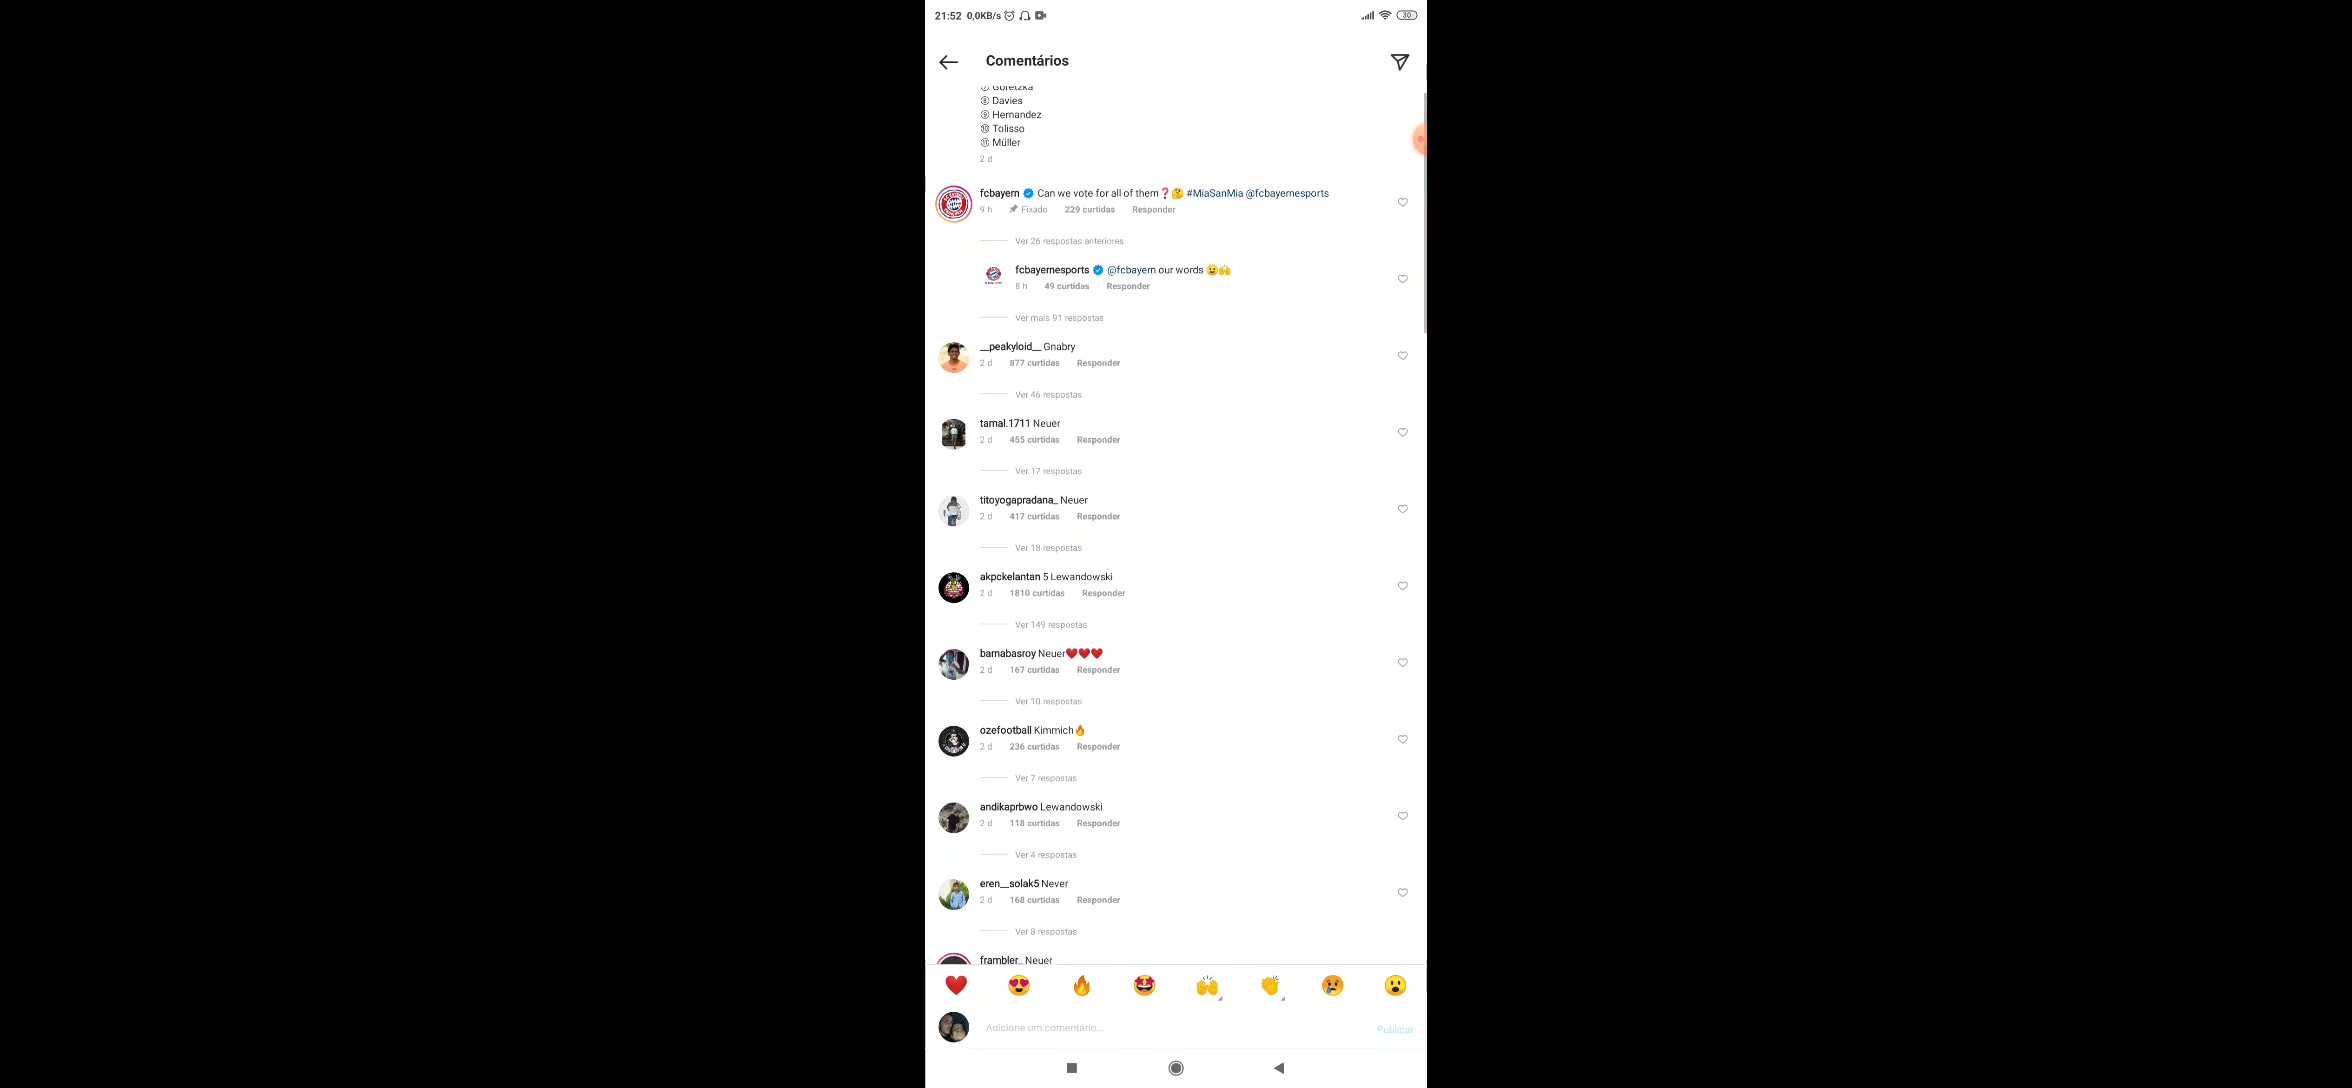 21:52 0,0KB/s 30
Comentários
⑦ Goretzka
⑧ Davies
⑨ Hernandez
⑩ Tolisso
⑪ Müller
2 d
fcbayern Can we vote for all of them❓🤔 #MiaSanMia @fcbayernesports
9 h Fixado 229 curtidas Responder
Ver 26 respostas anteriores
fcbayernesports @fcbayern our words 😉🙌
8 h 49 curtidas Responder
Ver mais 91 respostas
__peakyloid__ Gnabry
2 d 877 curtidas Responder
Ver 46 respostas
tamal.1711 Neuer
2 d 455 curtidas Responder
Ver 17 respostas
titoyogapradana_ Neuer
2 d 417 curtidas Responder
Ver 18 respostas
akpckelantan 5 Lewandowski
2 d 1810 curtidas Responder
Ver 149 respostas
barnabasroy Neuer❤️❤️❤️
2 d 167 curtidas Responder
Ver 10 respostas
ozefootball Kimmich🔥
2 d 236 curtidas Responder
Ver 7 respostas
andikaprbwo Lewandowski
2 d 118 curtidas Responder
Ver 4 respostas
eren__solak5 Never
2 d 168 curtidas Responder
Ver 8 respostas
frambler_ Neuer
Adicione um comentário...
Publicar